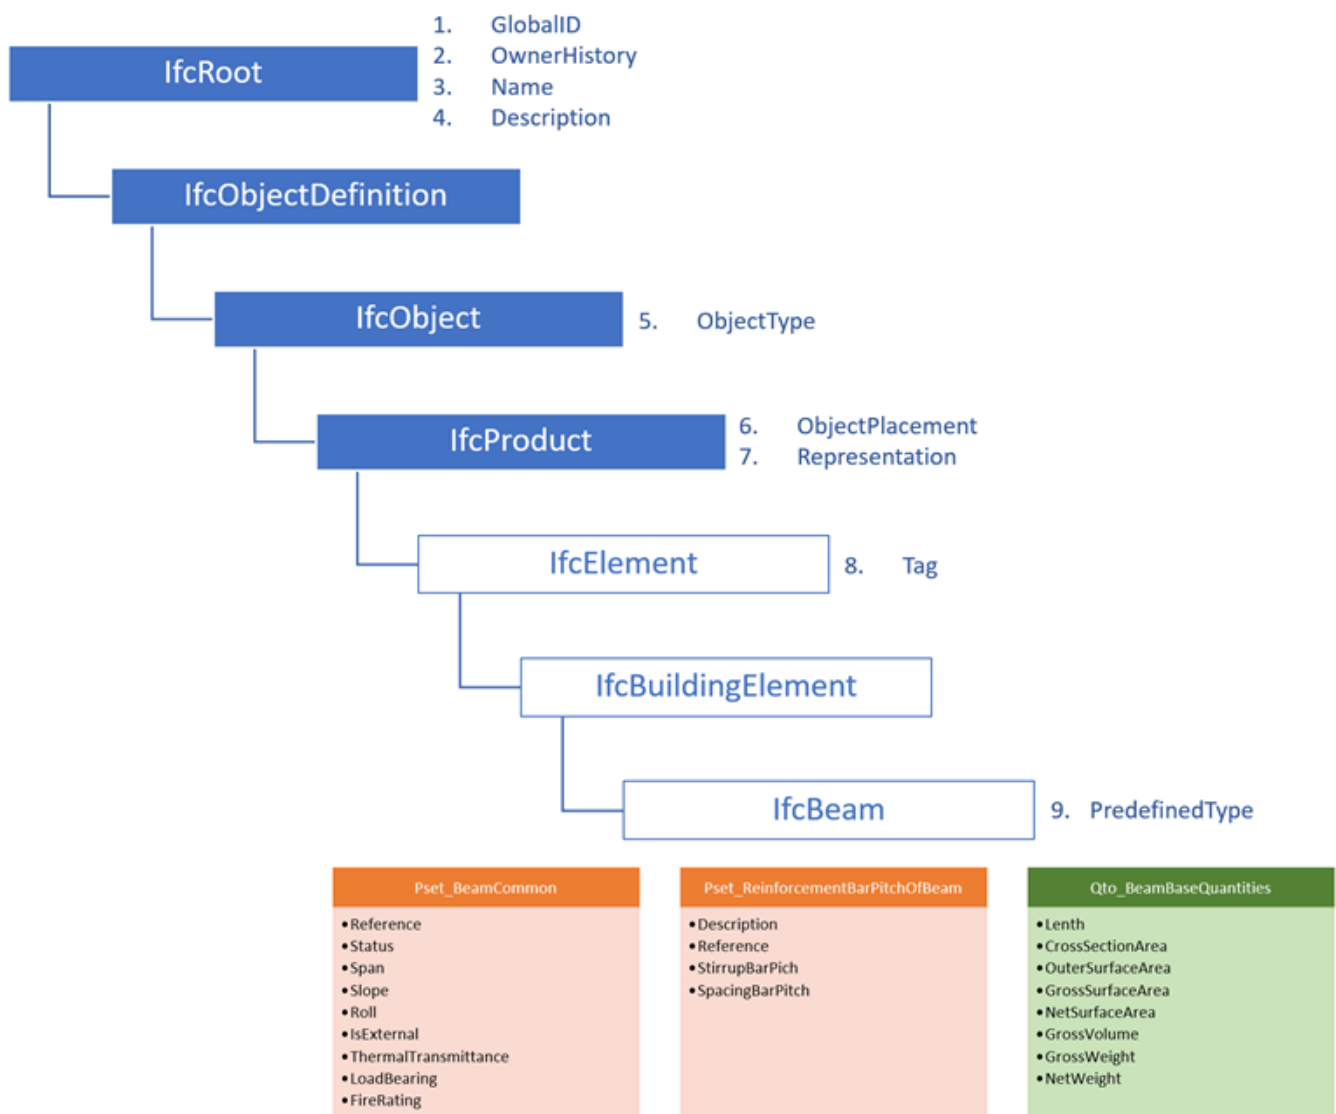 1. GlobalID
2. OwnerHistory
3. Name
4. Description
IfcRoot
IfcObjectDefinition
IfcObject
5. ObjectType
IfcProduct
6. ObjectPlacement
7. Representation
IfcElement
8. Tag
IfcBuildingElement
IfcBeam
9. PredefinedType
Pset_BeamCommon
•Reference
•Status
•Span
•Slope
•Roll
•IsExternal
•ThermalTransmittance
•LoadBearing
•FireRating
Pset_ReinforcementBarPitchOfBeam
•Description
•Reference
•StirrupBarPich
•SpacingBarPitch
Qto_BeamBaseQuantities
•Lenth
•CrossSectionArea
•OuterSurfaceArea
•GrossSurfaceArea
•NetSurfaceArea
•GrossVolume
•GrossWeight
•NetWeight